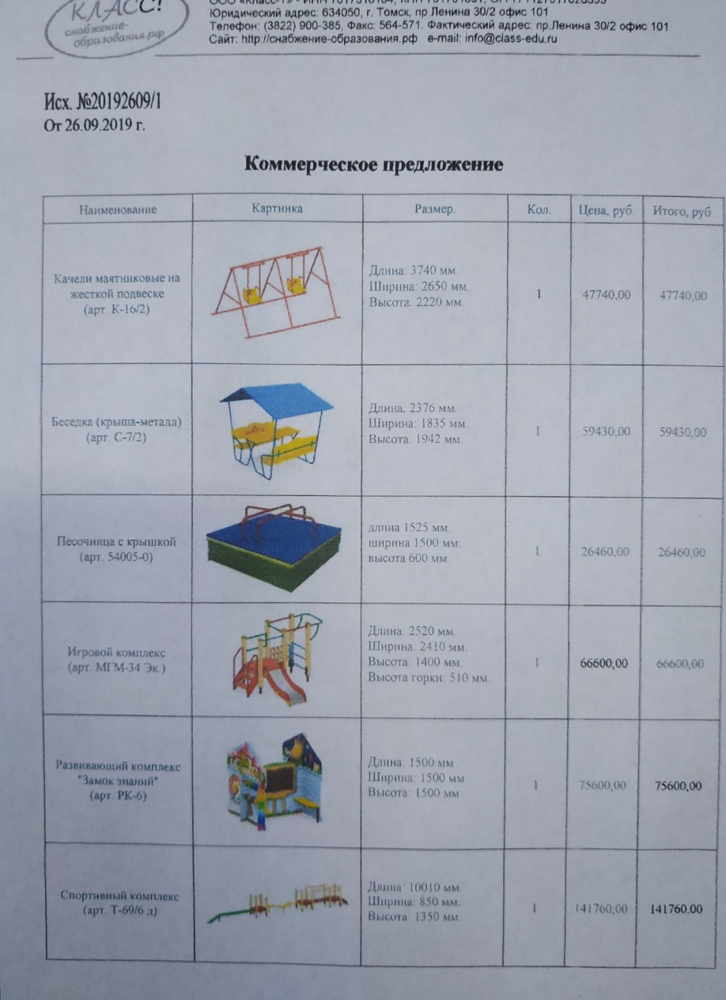 КЛАСС!
снабжение-
образования.рф
Юридический адрес: 634050, г. Томск, пр.Ленина 30/2 офис 101
Телефон: (3822) 900-385, Факс: 564-571. Фактический адрес: пр.Ленина 30/2 офис 101
Сайт: http://снабжение-образования.рф e-mail: info@class-edu.ru
Исх. №20192609/1
От 26.09.2019 г.
Коммерческое предложение
Наименование Картинка Размер. Кол. Цена, руб. Итого, руб
Качели маятниковые на
жесткой подвеске
(арт. К-16/2)
Длина: 3740 мм.
Ширина: 2650 мм.
Высота: 2220 мм.
1 47740,00 47740,00
Беседка (крыша-металл)
(арт. С-7/2)
Длина: 2376 мм.
Ширина: 1835 мм.
Высота: 1942 мм.
1 59430,00 59430,00
Песочница с крышкой
(арт. 54005-0)
длина 1525 мм.
ширина 1500 мм.
высота 600 мм.
1 26460,00 26460,00
Игровой комплекс
(арт. МГМ-34 Эк.)
Длина: 2520 мм.
Ширина: 2410 мм.
Высота: 1400 мм.
Высота горки: 510 мм.
1 66600,00 66600,00
Развивающий комплекс
"Замок знаний"
(арт. РК-6)
Длина: 1500 мм
Ширина: 1500 мм
Высота: 1500 мм
1 75600,00 75600,00
Спортивный комплекс
(арт. Т-69/6 д)
Длина: 10010 мм.
Ширина: 850 мм.
Высота: 1350 мм.
1 141760,00 141760.00